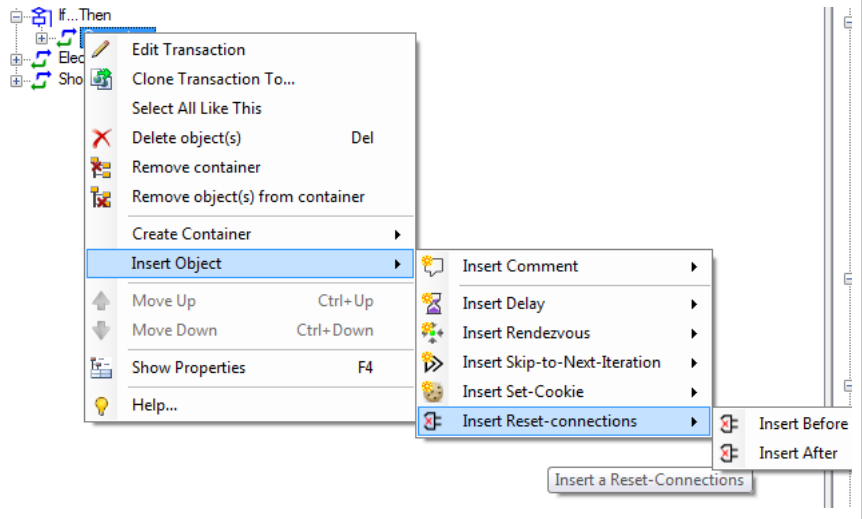 If...Then
Elec
Sho
Edit Transaction
Clone Transaction To...
Select All Like This
Delete object(s) Del
Remove container
Remove object(s) from container
Create Container
Insert Object
Move Up Ctrl+Up
Move Down Ctrl+Down
Show Properties F4
Help...
Insert Comment
Insert Delay
Insert Rendezvous
Insert Skip-to-Next-Iteration
Insert Set-Cookie
Insert Reset-connections
Insert Before
Insert After
Insert a Reset-Connections